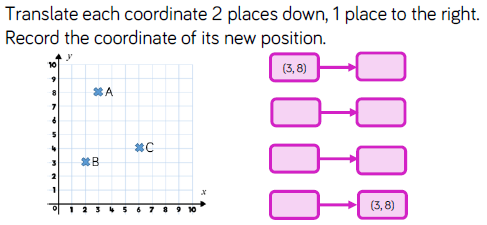 Translate each coordinate 2 places down, 1 place to the right.
Record the coordinate of its new position.
y
10
9
8
7
6
5
4
3
2
1
0 1 2 3 4 5 6 7 8 9 10
x
A
C
B
(3, 8)
(3, 8)